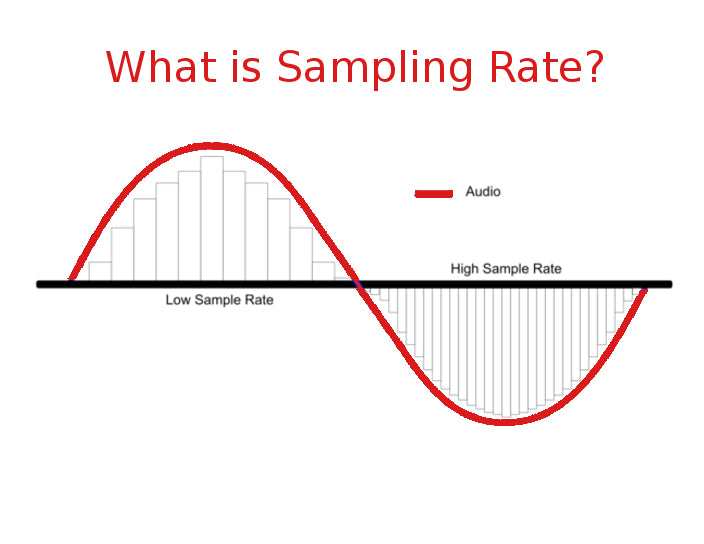 What is Sampling Rate?
Audio
High Sample Rate
Low Sample Rate